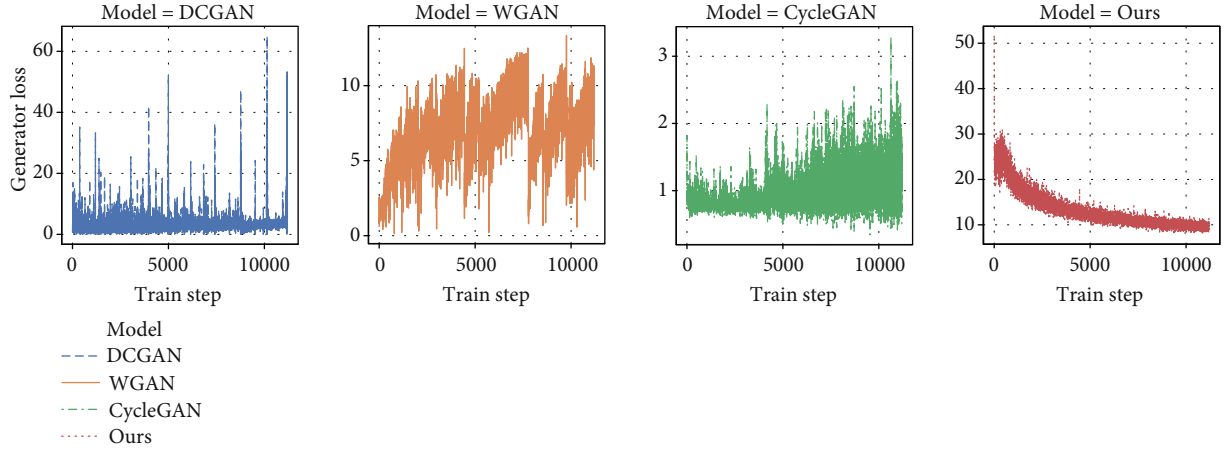 Model = DCGAN
Generator loss
60
40
20
0
0 5000 10000
Train step
Model = WGAN
10
5
0
0 5000 10000
Train step
Model = CycleGAN
3
2
1
0 5000 10000
Train step
Model = Ours
50
40
30
20
10
0 5000 10000
Train step
Model
DCGAN
WGAN
CycleGAN
Ours